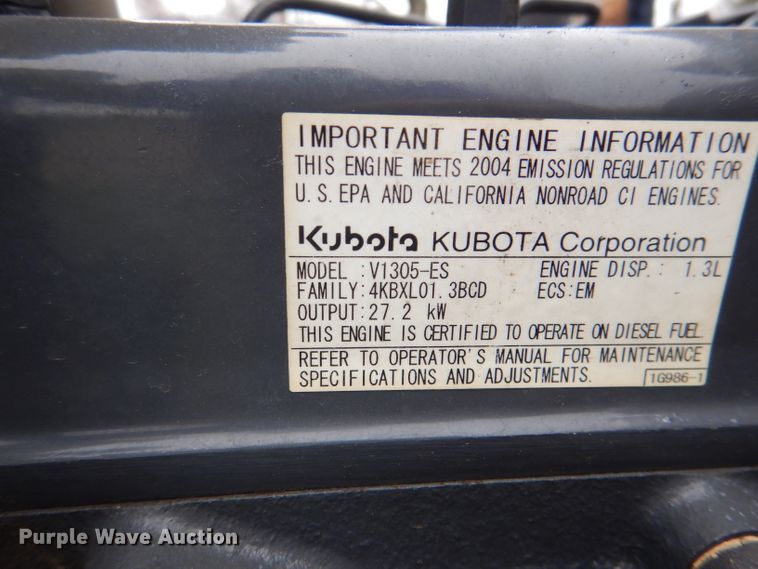 IMPORTANT ENGINE INFORMATION
THIS ENGINE MEETS 2004 EMISSION REGULATIONS FOR
U.S.EPA AND CALIFORNIA NONROAD CI ENGINES.
Kubota KUBOTA Corporation
MODEL :V1305-ES ENGINE DISP.: 1.3L
FAMILY:4KBXL01.3BCD ECS:EM
OUTPUT:27.2 kW
THIS ENGINE IS CERTIFIED TO OPERATE ON DIESEL FUEL.
REFER TO OPERATOR'S MANUAL FOR MAINTENANCE
SPECIFICATIONS AND ADJUSTMENTS. 1G986-1
Purple Wave Auction